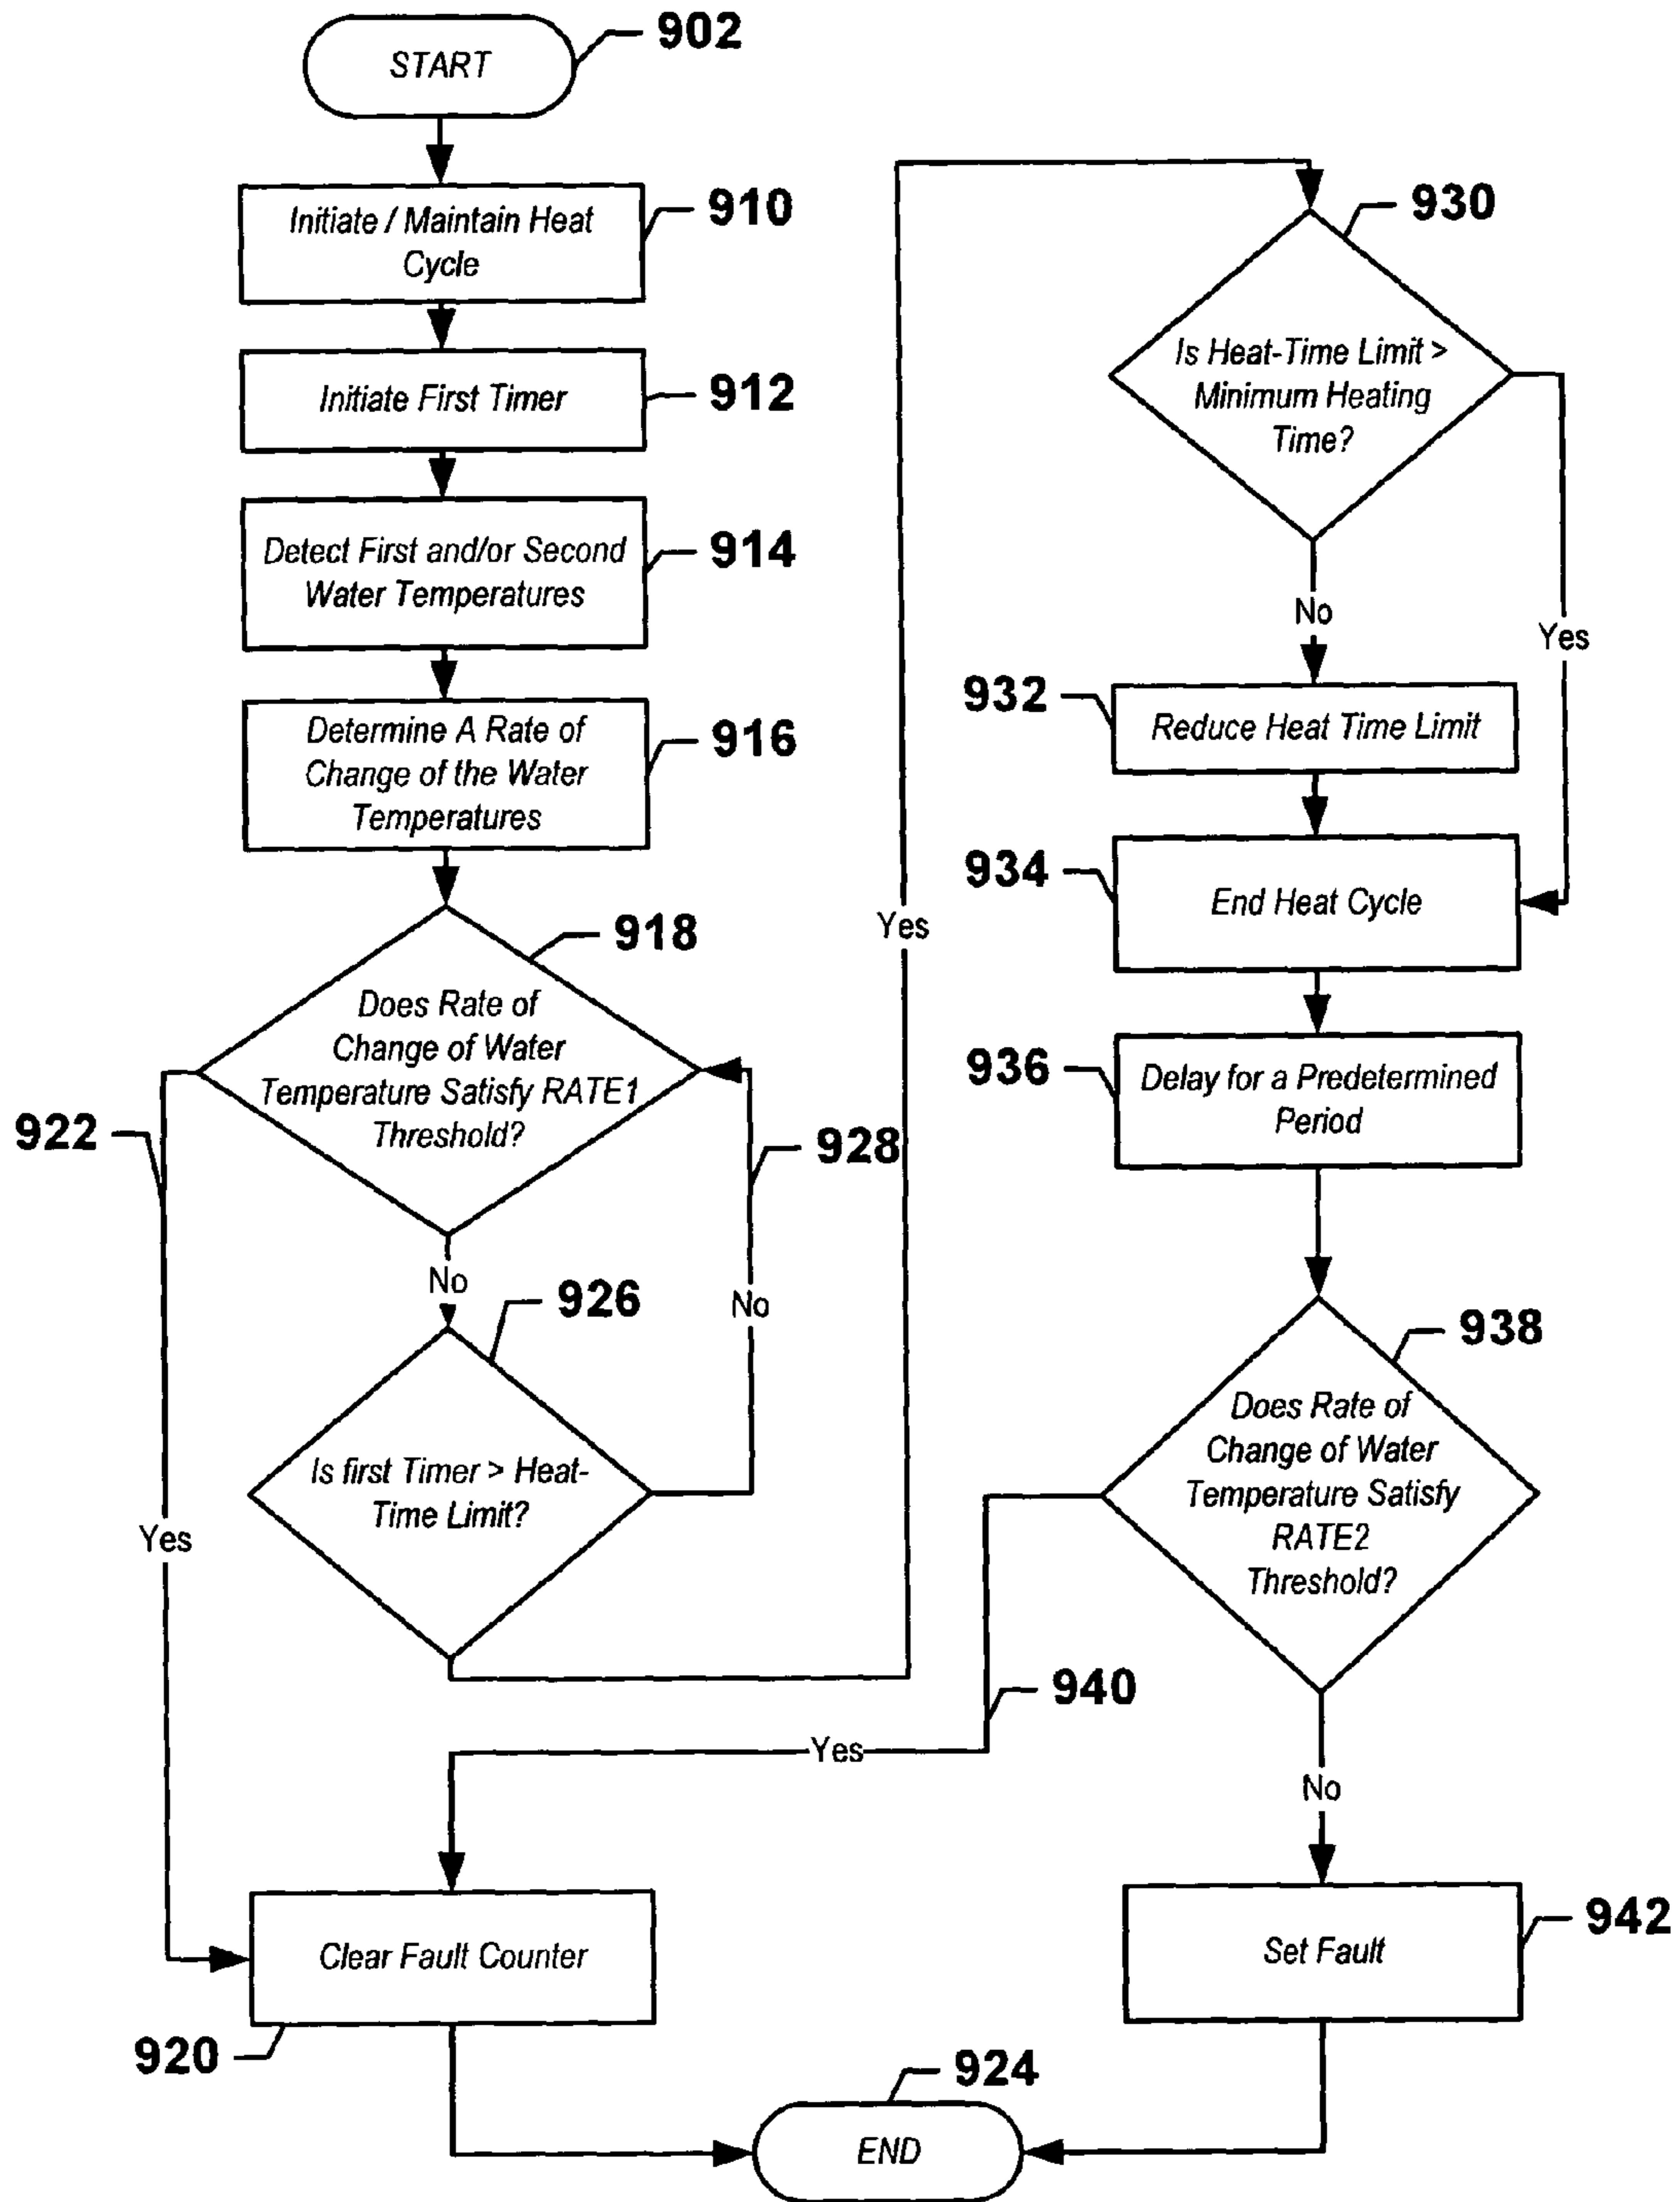 START
902
Initiate / Maintain Heat
Cycle
910
Initiate First Timer
912
Detect First and/or Second
Water Temperatures
914
Determine A Rate of
Change of the Water
Temperatures
916
Does Rate of
Change of Water
Temperature Satisfy RATE1
Threshold?
918
922
Yes
No
Is first Timer > Heat-
Time Limit?
926
No
928
Yes
Is Heat-Time Limit >
Minimum Heating
Time?
930
No
Yes
932
Reduce Heat Time Limit
934
End Heat Cycle
936
Delay for a Predetermined
Period
Does Rate of
Change of Water
Temperature Satisfy
RATE2
Threshold?
938
940
Yes
No
Clear Fault Counter
920
Set Fault
942
END
924